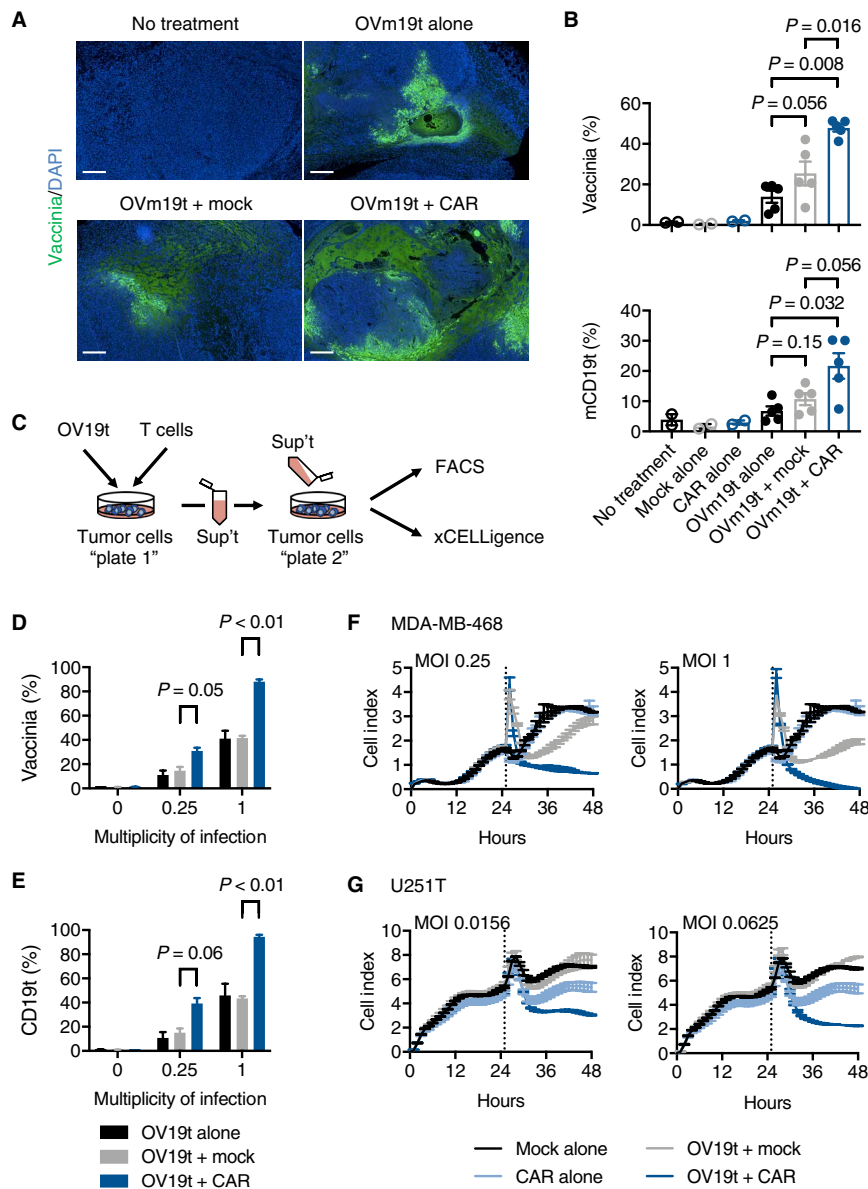 A
No treatment
OVm19t alone
Vaccinia/DAPI
OVm19t + mock
OVm19t + CAR
B
P = 0.016
P = 0.008
P = 0.056
Vaccinia (%)
60
40
20
0
P = 0.056
P = 0.032
P = 0.15
mCD19t (%)
40
30
20
10
0
No treatment
Mock alone
CAR alone
OVm19t alone
OVm19t + mock
OVm19t + CAR
C
OV19t
T cells
Sup't
FACS
Tumor cells
"plate 1"
Sup't
Tumor cells
"plate 2"
xCELLigence
D
P < 0.01
P = 0.05
Vaccinia (%)
100
80
60
40
20
0
0 0.25 1
Multiplicity of infection
E
P < 0.01
P = 0.06
CD19t (%)
100
80
60
40
20
0
0 0.25 1
Multiplicity of infection
OV19t alone
OV19t + mock
OV19t + CAR
F MDA-MB-468
MOI 0.25
Cell index
5
4
3
2
1
0
0 12 24 36 48
Hours
MOI 1
Cell index
5
4
3
2
1
0
0 12 24 36 48
Hours
G U251T
MOI 0.0156
Cell index
10
8
6
4
2
0
0 12 24 36 48
Hours
MOI 0.0625
Cell index
10
8
6
4
2
0
0 12 24 36 48
Hours
Mock alone
OV19t + mock
CAR alone
OV19t + CAR